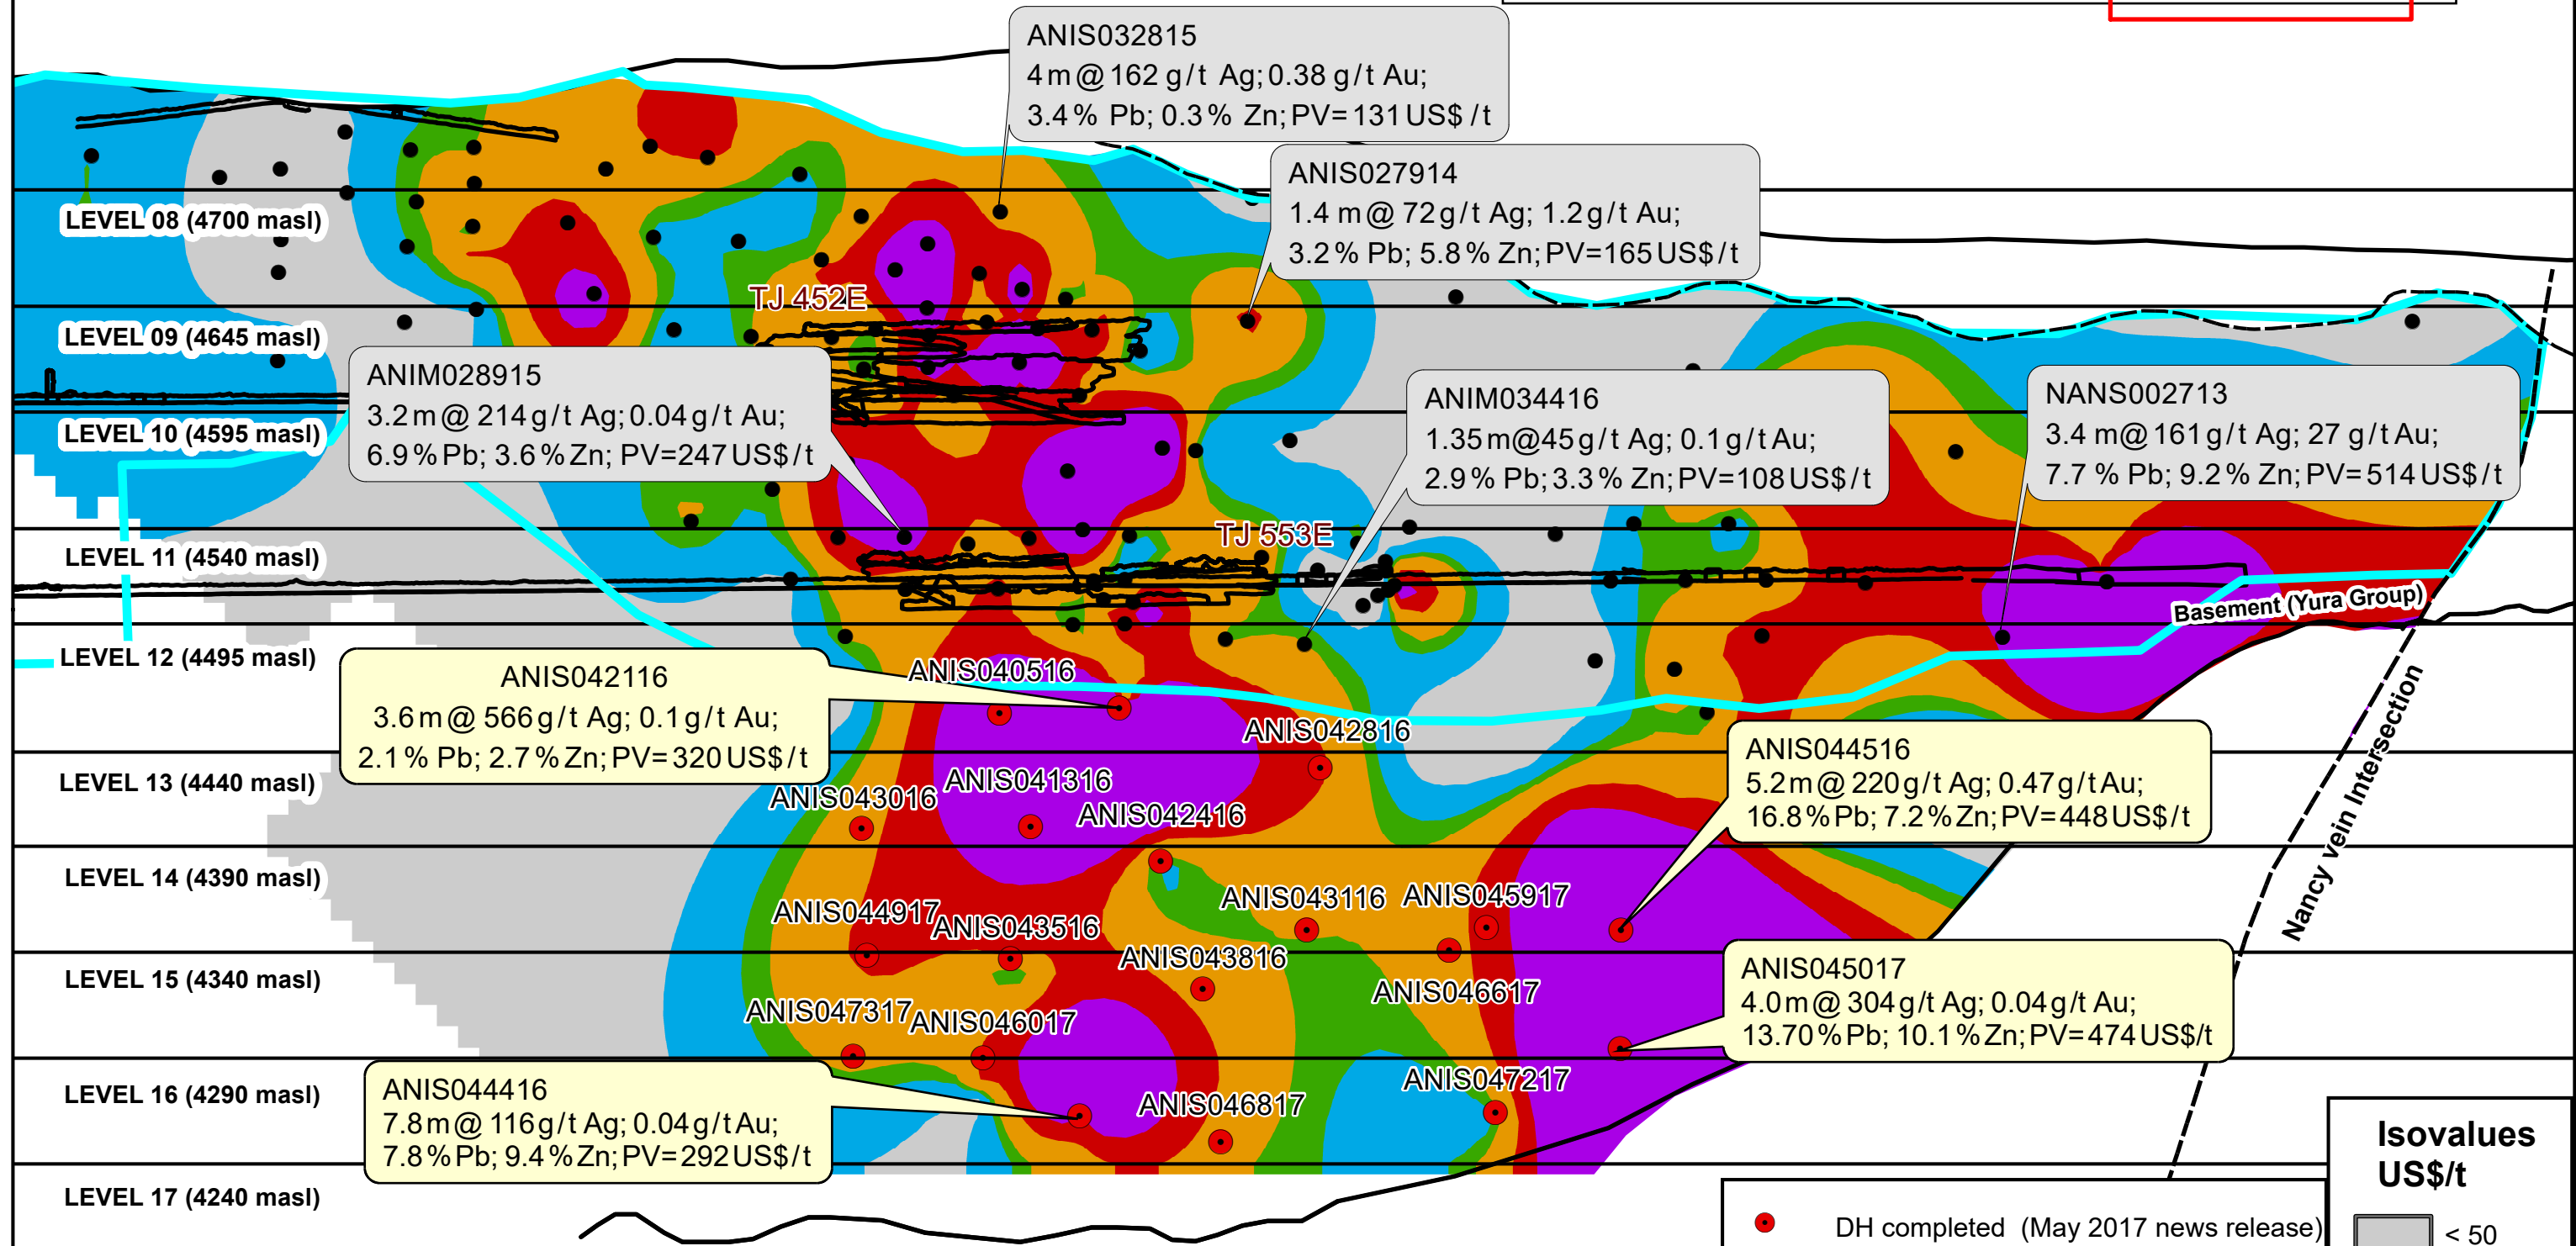 ANIS032815
4m @ 162 g/t Ag; 0.38 g/t Au;
3.4% Pb; 0.3% Zn; PV=131 US$ /t
ANIS027914
1.4 m @ 72 g/t Ag; 1.2 g/t Au;
3.2% Pb; 5.8% Zn; PV=165 US$/t
LEVEL 08 (4700 masl)
TJ 452E
LEVEL 09 (4645 masl)
ANIM028915
3.2 m @ 214 g/t Ag; 0.04 g/t Au;
6.9% Pb; 3.6% Zn; PV=247 US$/t
ANIM034416
1.35m@45 g/t Ag; 0.1 g/t Au;
2.9% Pb; 3.3% Zn; PV=108 US$/t
NANS002713
3.4 m@ 161 g/t Ag; 27 g/t Au;
7.7 % Pb; 9.2% Zn; PV= 514 US$/t
LEVEL 10 (4595 masl)
TJ 553E
LEVEL 11 (4540 masl)
Basement (Yura Group)
LEVEL 12 (4495 masl)
ANIS042116
3.6 m @ 566 g/t Ag; 0.1 g/t Au;
2.1% Pb; 2.7% Zn; PV= 320 US$/t
ANIS040516
ANIS042816
ANIS044516
5.2 m @ 220 g/t Ag; 0.47 g/t Au;
16.8% Pb; 7.2% Zn; PV= 448 US$/t
Nancy vein Intersection
LEVEL 13 (4440 masl)
ANIS043016
ANIS041316
ANIS042416
LEVEL 14 (4390 masl)
ANIS044917
ANIS043516
ANIS043116
ANIS045917
ANIS043816
LEVEL 15 (4340 masl)
ANIS046617
ANIS045017
4.0 m @ 304 g/t Ag; 0.04 g/t Au;
13.70% Pb; 10.1% Zn; PV=474 US$/t
ANIS047317
ANIS046017
LEVEL 16 (4290 masl)
ANIS044416
7.8 m @ 116 g/t Ag; 0.04 g/t Au;
7.8% Pb; 9.4% Zn; PV=292 US$/t
ANIS046817
ANIS047217
LEVEL 17 (4240 masl)
DH completed (May 2017 news release)
Isovalues
US$/t
< 50